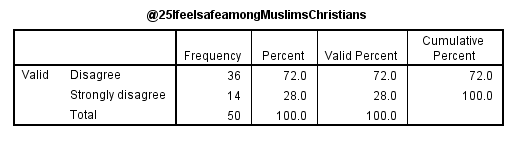 @25IfeelsafeamongMuslimsChristians
Frequency Percent Valid Percent Cumulative Percent
Valid Disagree 36 72.0 72.0 72.0
Strongly disagree 14 28.0 28.0 100.0
Total 50 100.0 100.0